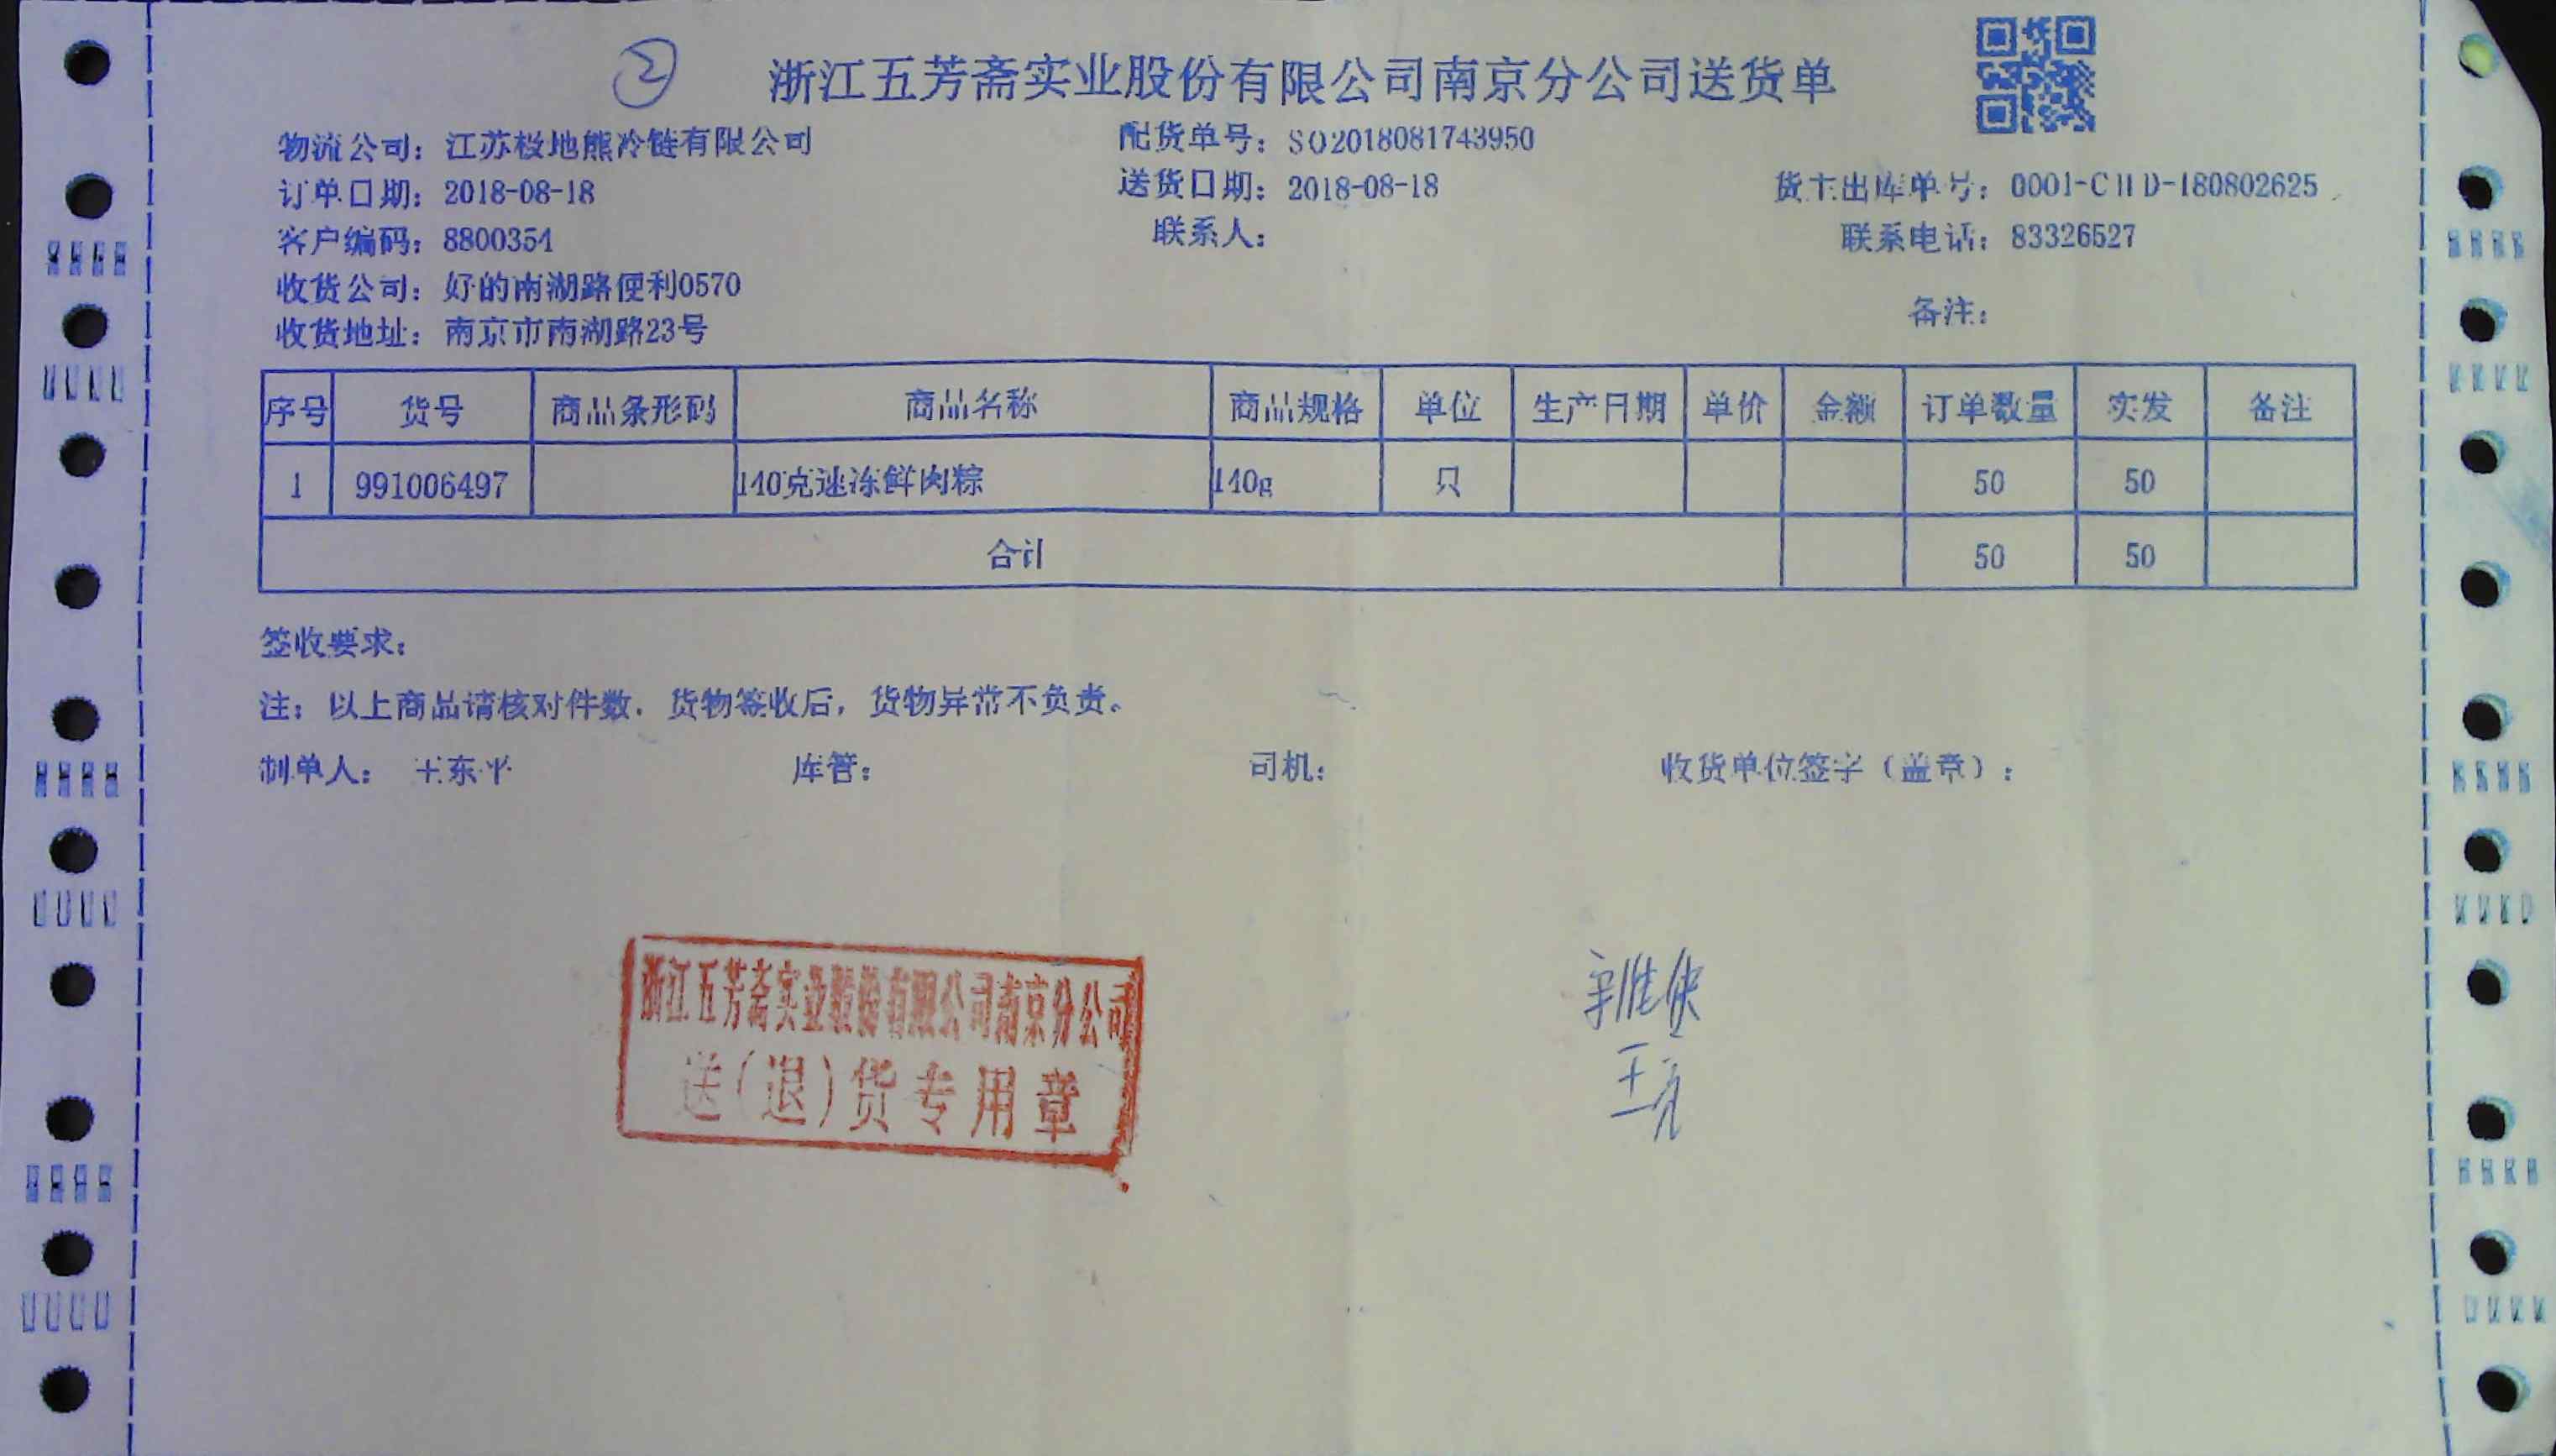 ② 浙江五芳斋实业股份有限公司南京分公司送货单
物流公司：江苏极地熊冷链有限公司 配货单号：SO2018081743950
订单日期：2018-08-18 送货日期：2018-08-18 货主出库单号：0001-CHD-180802625
客户编码：8800354 联系人： 联系电话：83326527
收货公司：好的南湖路便利0570
收货地址：南京市南湖路23号 备注：
序号 货号 商品条形码 商品名称 商品规格 单位 生产日期 单价 金额 订单数量 实发 备注
1 991006497 140克速冻鲜肉粽 140g 只 50 50
合计 50 50
签收要求：
注：以上商品请核对件数，货物签收后，货物异常不负责。
制单人：王东平 库管： 司机： 收货单位签字（盖章）：
浙江五芳斋实业股份有限公司南京分公司
送（退）货专用章
王亮